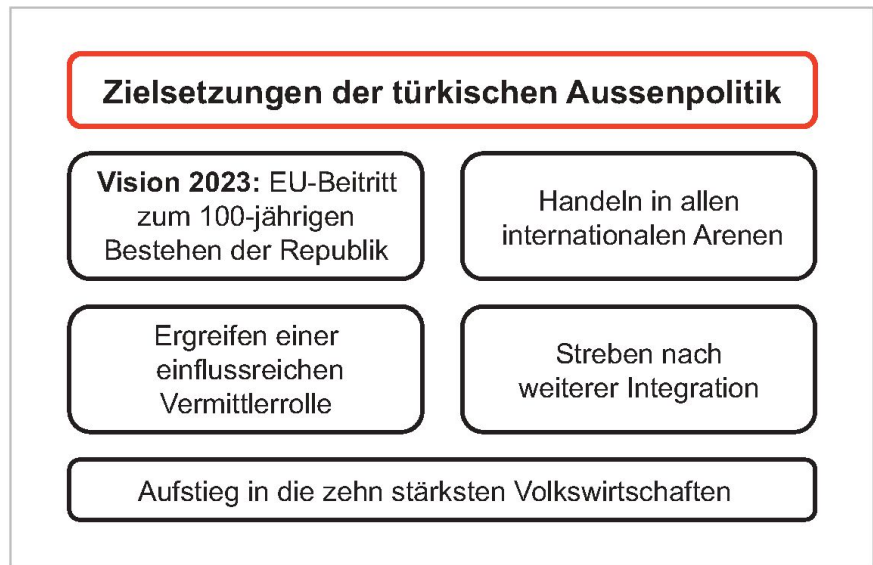 Zielsetzungen der türkischen Aussenpolitik
Vision 2023: EU-Beitritt
zum 100-jährigen
Bestehen der Republik
Handeln in allen
internationalen Arenen
Ergreifen einer
einflussreichen
Vermittlerrolle
Streben nach
weiterer Integration
Aufstieg in die zehn stärksten Volkswirtschaften